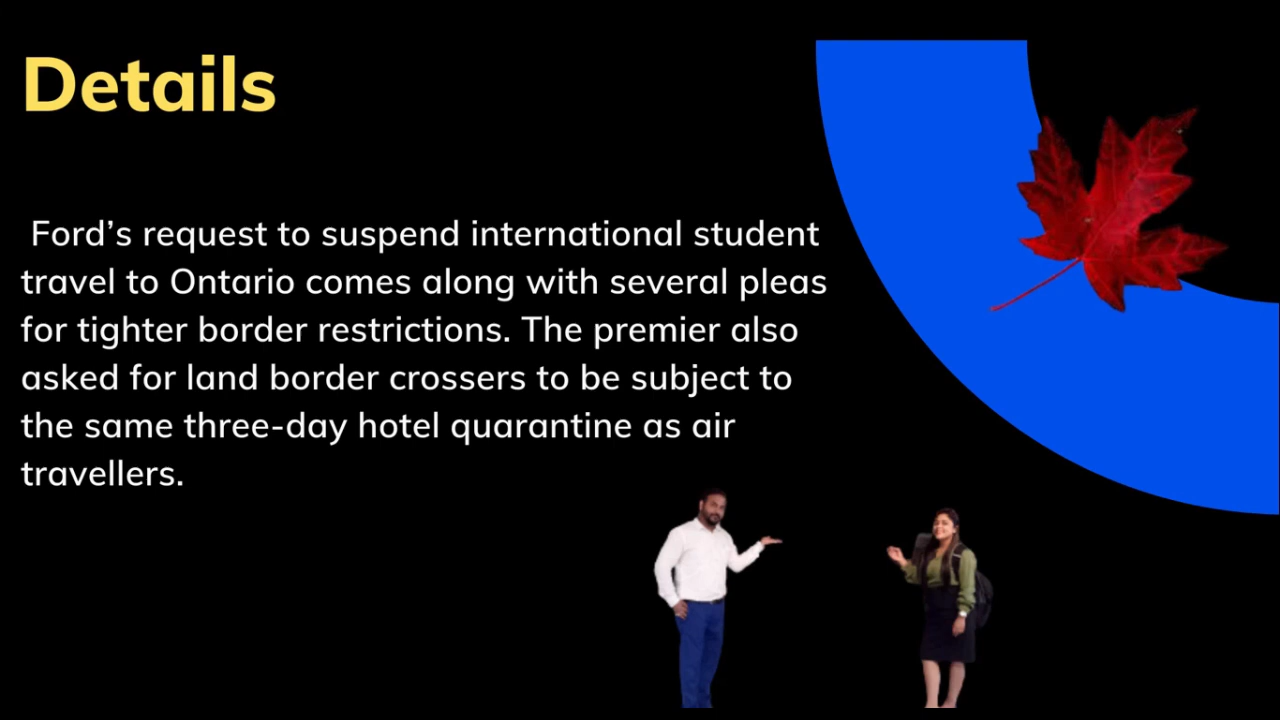 Details
Ford’s request to suspend international student
travel to Ontario comes along with several pleas
for tighter border restrictions. The premier also
asked for land border crossers to be subject to
the same three-day hotel quarantine as air
travellers.